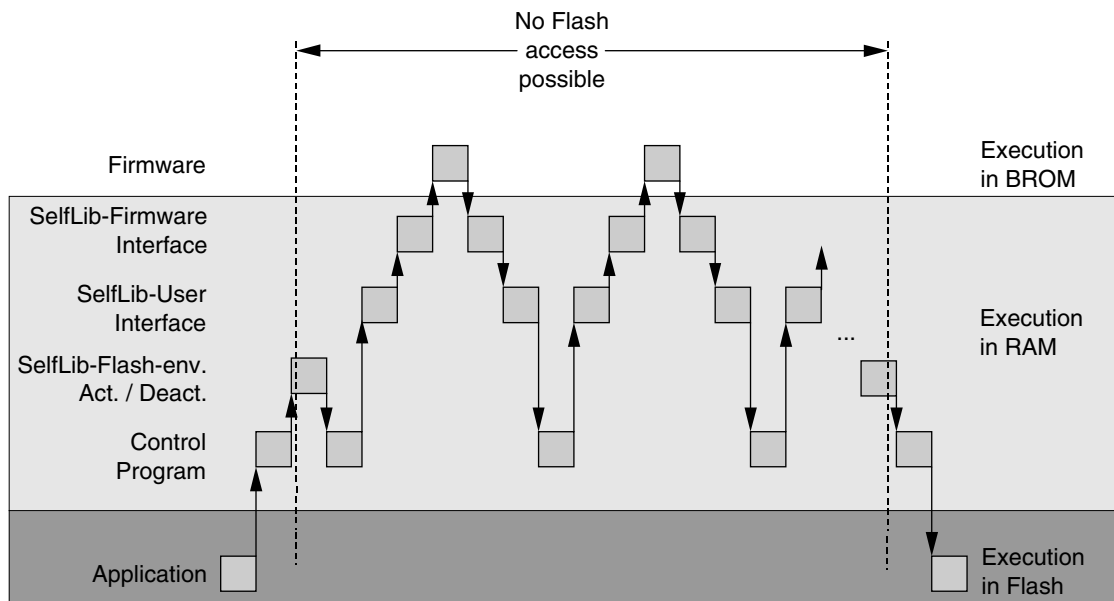 No Flash
access
possible
Firmware
Execution
in BROM
SelfLib-Firmware
Interface
SelfLib-User
Interface
Execution
in RAM
SelfLib-Flash-env.
Act. / Deact.
...
Control
Program
Application
Execution
in Flash